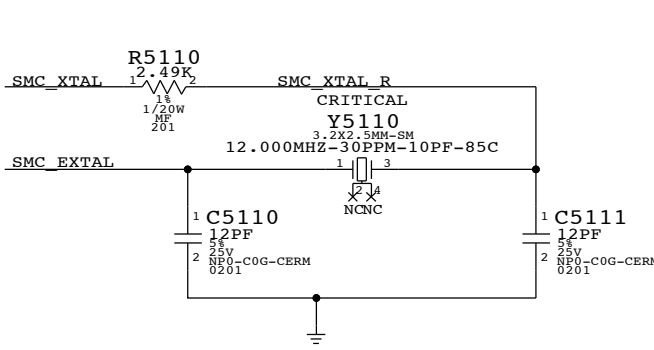 R5110
2.49K
SMC_XTAL
1
2
SMC_XTAL_R
1%
1/20W
MF
201
CRITICAL
Y5110
3.2X2.5MM-SM
12.000MHZ-30PPM-10PF-85C
SMC_EXTAL
1
3
2
4
NC
NC
1
C5110
12PF
5%
25V
2
NP0-C0G-CERM
0201
1
C5111
12PF
5%
25V
2
NP0-C0G-CERM
0201